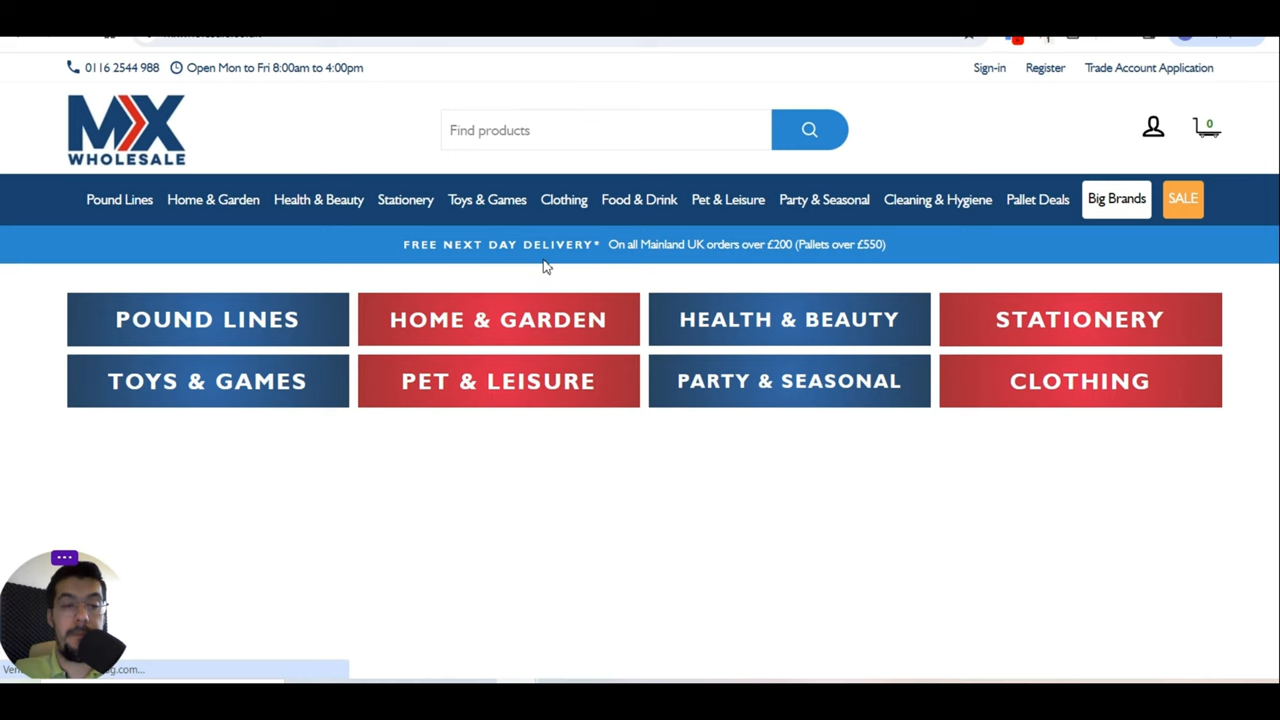 0116 2544 988 Open Mon to Fri 8:00am to 4:00pm Sign-in Register Trade Account Application
MX
WHOLESALE
Find products
0
Pound Lines Home & Garden Health & Beauty Stationery Toys & Games Clothing Food & Drink Pet & Leisure Party & Seasonal Cleaning & Hygiene Pallet Deals Big Brands SALE
FREE NEXT DAY DELIVERY* On all Mainland UK orders over £200 (Pallets over £550)
POUND LINES HOME & GARDEN HEALTH & BEAUTY STATIONERY
TOYS & GAMES PET & LEISURE PARTY & SEASONAL CLOTHING